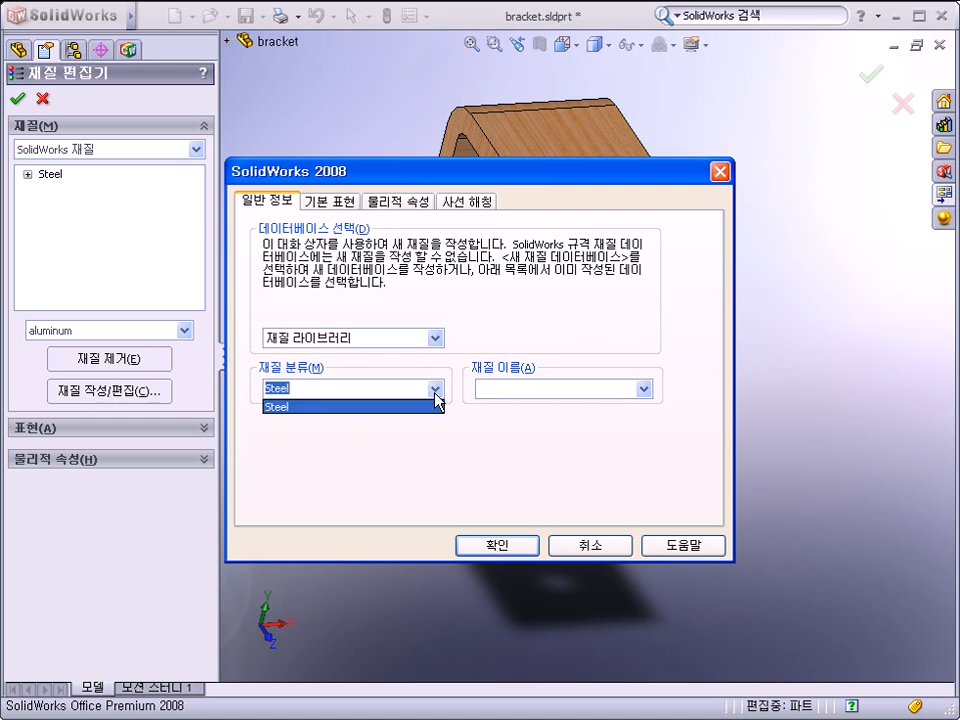 SolidWorks
bracket.sldprt *
SolidWorks 검색
bracket
재질 편집기
?
재질(M)
SolidWorks 재질
Steel
aluminum
재질 제거(E)
재질 작성/편집(C)...
표현(A)
물리적 속성(H)
SolidWorks 2008
일반 정보
기본 표현
물리적 속성
사선 해칭
데이터베이스 선택(D)
이 대화 상자를 사용하여 새 재질을 작성합니다. SolidWorks 규격 재질 데이
터베이스에는 새 재질을 작성 할 수 없습니다. <새 재질 데이터베이스>를
선택하여 새 데이터베이스를 작성하거나, 아래 목록에서 이미 작성된 데이
터베이스를 선택합니다.
재질 라이브러리
재질 분류(M)
Steel
Steel
재질 이름(A)
확인
취소
도움말
Y
X
Z
모델
모션 스터디 1
SolidWorks Office Premium 2008
편집중: 파트
?